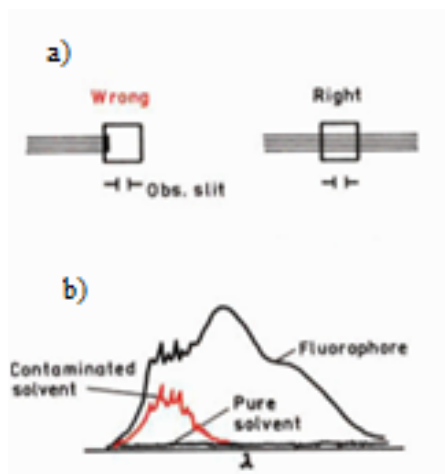 a)
Wrong
Right
Obs. slit
b)
Fluorophore
Contaminated
solvent
Pure
solvent
λ